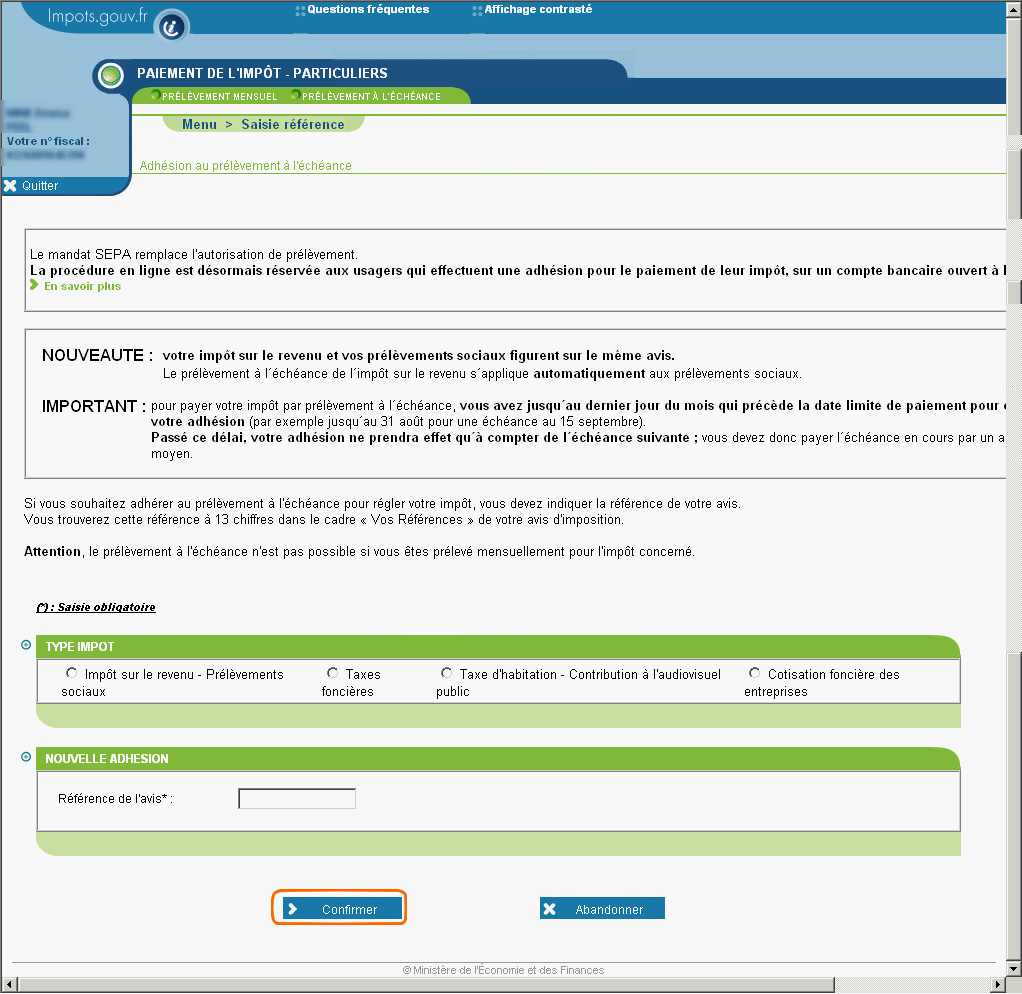 Impots.gouv.fr
Questions fréquentes
Affichage contrasté
PAIEMENT DE L'IMPÔT - PARTICULIERS
PRÉLÈVEMENT MENSUEL
PRÉLÈVEMENT À L'ÉCHÉANCE
Menu > Saisie référence
Votre n° fiscal :
Quitter
Adhésion au prélèvement à l'échéance
Le mandat SEPA remplace l'autorisation de prélèvement.
La procédure en ligne est désormais réservée aux usagers qui effectuent une adhésion pour le paiement de leur impôt, sur un compte bancaire ouvert à
En savoir plus
NOUVEAUTE : votre impôt sur le revenu et vos prélèvements sociaux figurent sur le même avis.
Le prélèvement à l´échéance de l´impôt sur le revenu s´applique automatiquement aux prélèvements sociaux.
IMPORTANT : pour payer votre impôt par prélèvement à l´échéance, vous avez jusqu´au dernier jour du mois qui précède la date limite de paiement pour
votre adhésion (par exemple jusqu´au 31 août pour une échéance au 15 septembre).
Passé ce délai, votre adhésion ne prendra effet qu´à compter de l´échéance suivante ; vous devez donc payer l´échéance en cours par un a
moyen.
Si vous souhaitez adhérer au prélèvement à l'échéance pour régler votre impôt, vous devez indiquer la référence de votre avis.
Vous trouverez cette référence à 13 chiffres dans le cadre « Vos Références » de votre avis d'imposition.
Attention, le prélèvement à l'échéance n'est pas possible si vous êtes prélevé mensuellement pour l'impôt concerné.
(*) : Saisie obligatoire
TYPE IMPOT
Impôt sur le revenu - Prélèvements
sociaux
Taxes
foncières
Taxe d'habitation - Contribution à l'audiovisuel
public
Cotisation foncière des
entreprises
NOUVELLE ADHESION
Référence de l'avis* :
Confirmer
Abandonner
© Ministère de l'Économie et des Finances